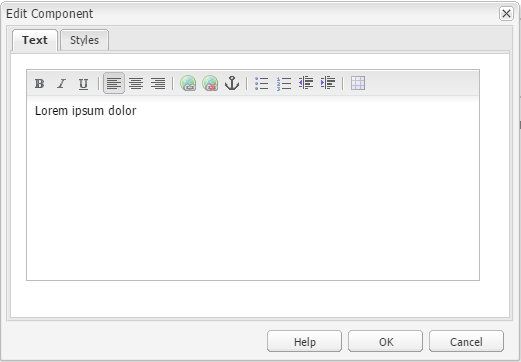 Edit Component
Text Styles
B I U
Lorem ipsum dolor
Help OK Cancel